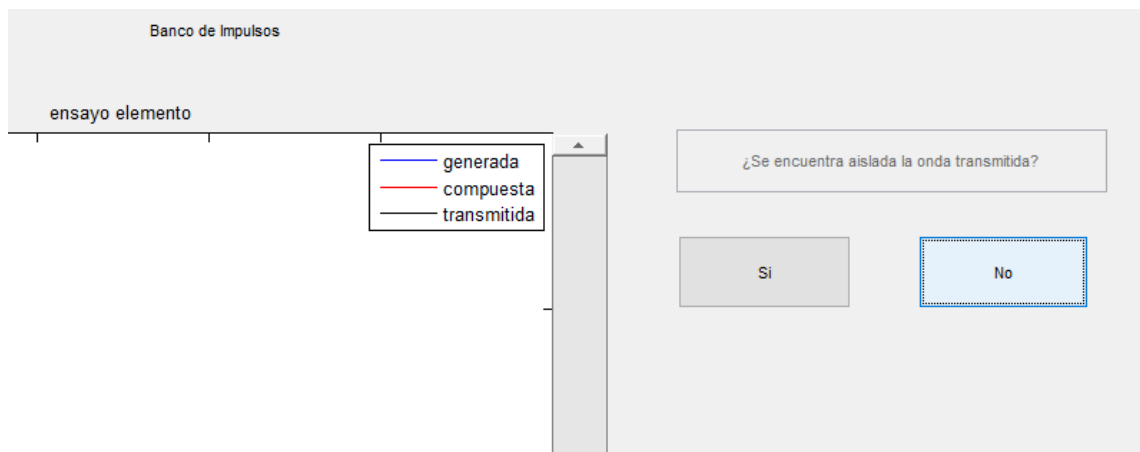 Banco de Impulsos
ensayo elemento
generada
compuesta
transmitida
¿Se encuentra aislada la onda transmitida?
Si
No